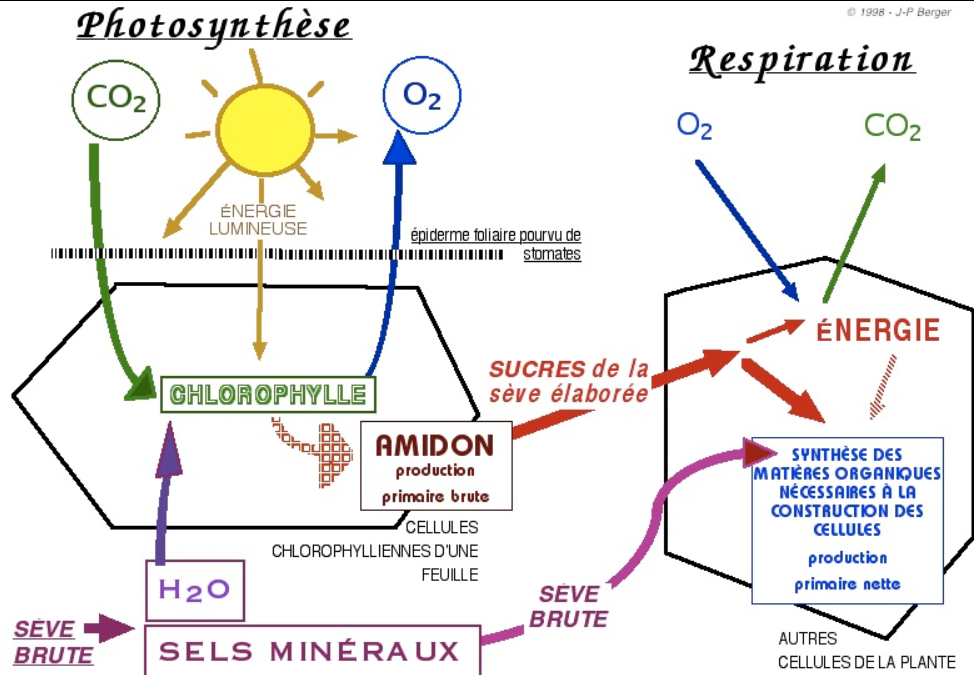 © 1998 - J-P Berger
Photosynthèse
CO2
O2
ÉNERGIE
LUMINEUSE
épiderme foliaire pourvu de
stomates
CHLOROPHYLLE
AMIDON
production
primaire brute
CELLULES
CHLOROPHYLLIENNES D'UNE
FEUILLE
H2O
SÈVE
BRUTE
SELS MINÉRAUX
SÈVE
BRUTE
SUCRES de la
sève élaborée
Respiration
O2
CO2
ÉNERGIE
SYNTHÈSE DES
MATIÈRES ORGANIQUES
NÉCESSAIRES À LA
CONSTRUCTION DES
CELLULES
production
primaire nette
AUTRES
CELLULES DE LA PLANTE